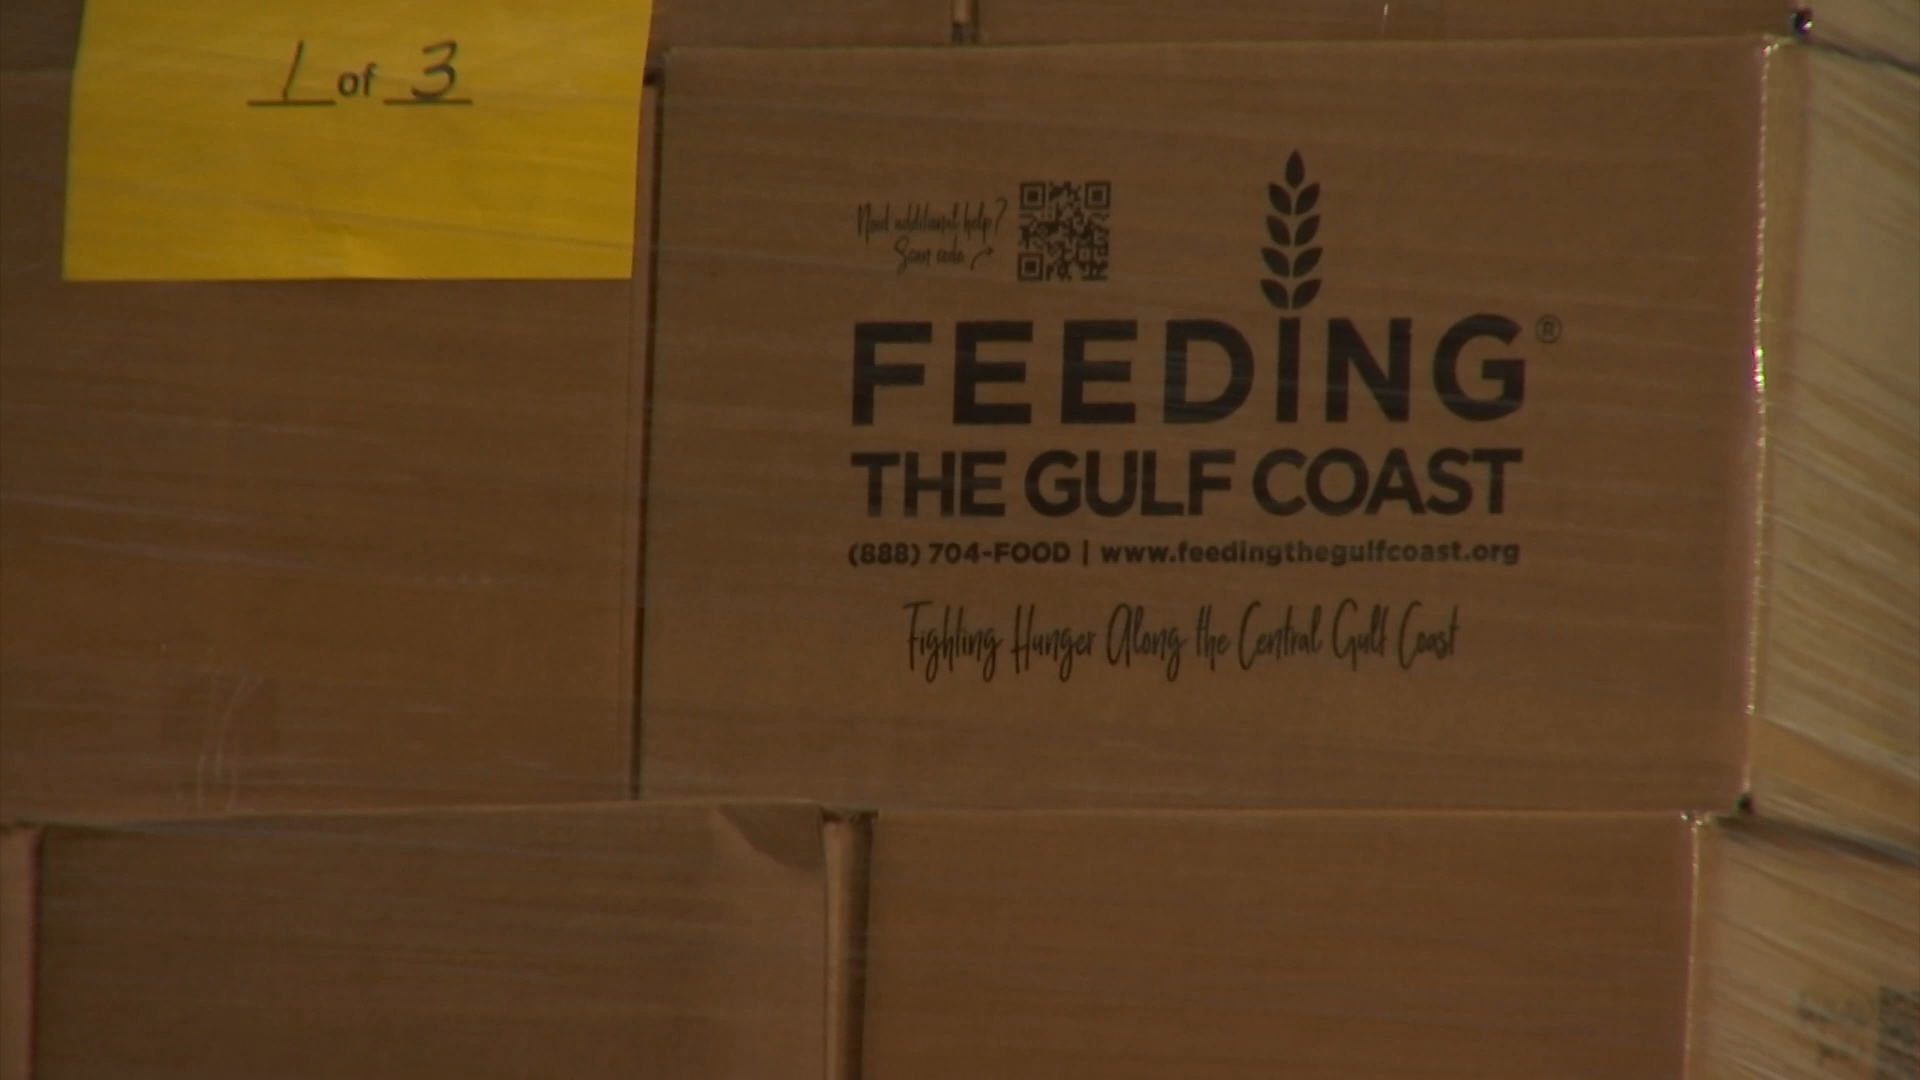 1 of 3
Need additional help?
Scan code
FEEDING®
THE GULF COAST
(888) 704-FOOD | www.feedingthegulfcoast.org
Fighting Hunger Along the Central Gulf Coast